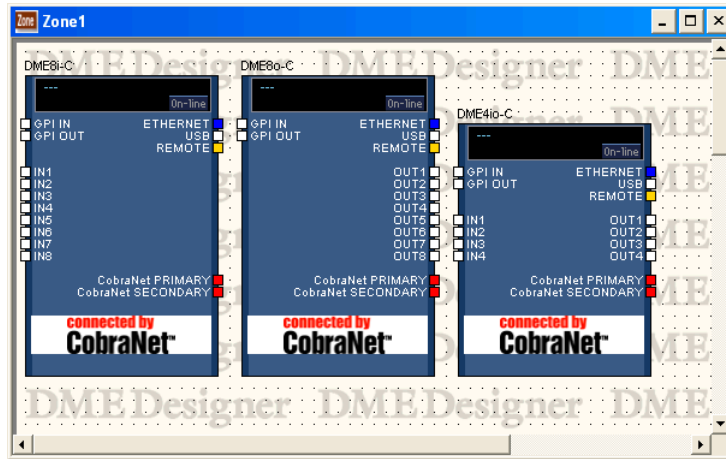 Zone1
DME8i-C
---
On-line
GPI IN ETHERNET
GPI OUT USB
REMOTE
IN1
IN2
IN3
IN4
IN5
IN6
IN7
IN8
CobraNet PRIMARY
CobraNet SECONDARY
connected by
CobraNet™
DME8o-C
---
On-line
GPI IN ETHERNET
GPI OUT USB
REMOTE
OUT1
OUT2
OUT3
OUT4
OUT5
OUT6
OUT7
OUT8
CobraNet PRIMARY
CobraNet SECONDARY
connected by
CobraNet™
DME4io-C
---
On-line
GPI IN ETHERNET
GPI OUT USB
REMOTE
IN1 OUT1
IN2 OUT2
IN3 OUT3
IN4 OUT4
CobraNet PRIMARY
CobraNet SECONDARY
connected by
CobraNet™
DME Designer DME Designer DME